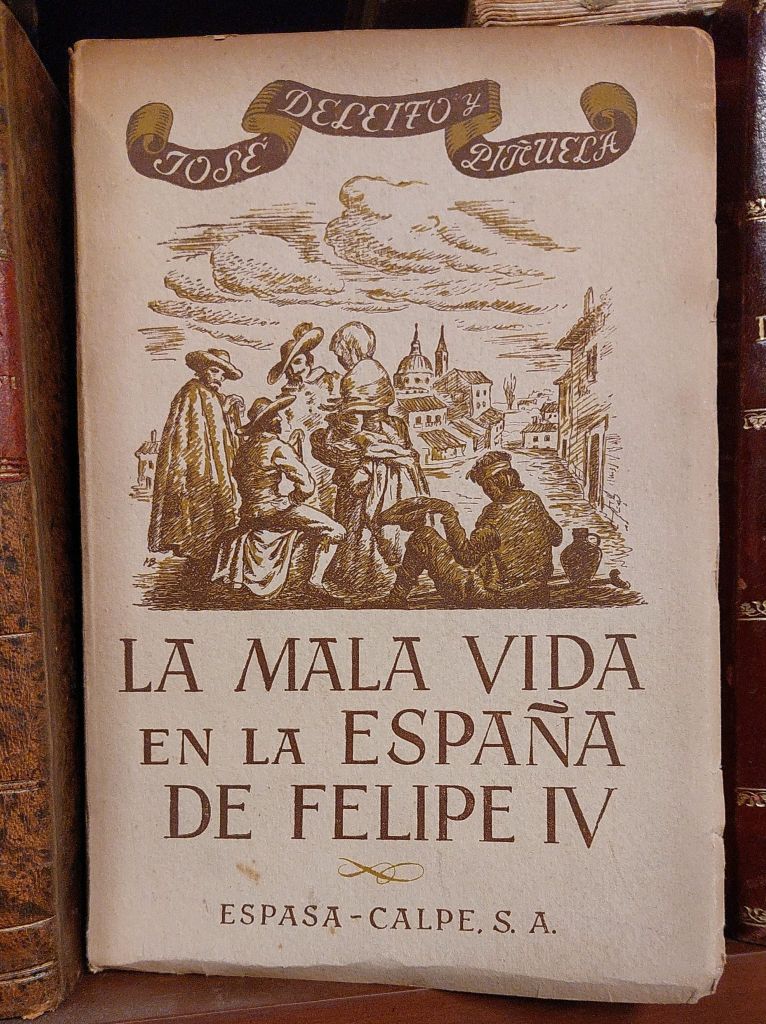 JOSÉ DELEITO Y PIÑUELA
LA MALA VIDA
EN LA ESPAÑA
DE FELIPE IV
ESPASA-CALPE, S. A.